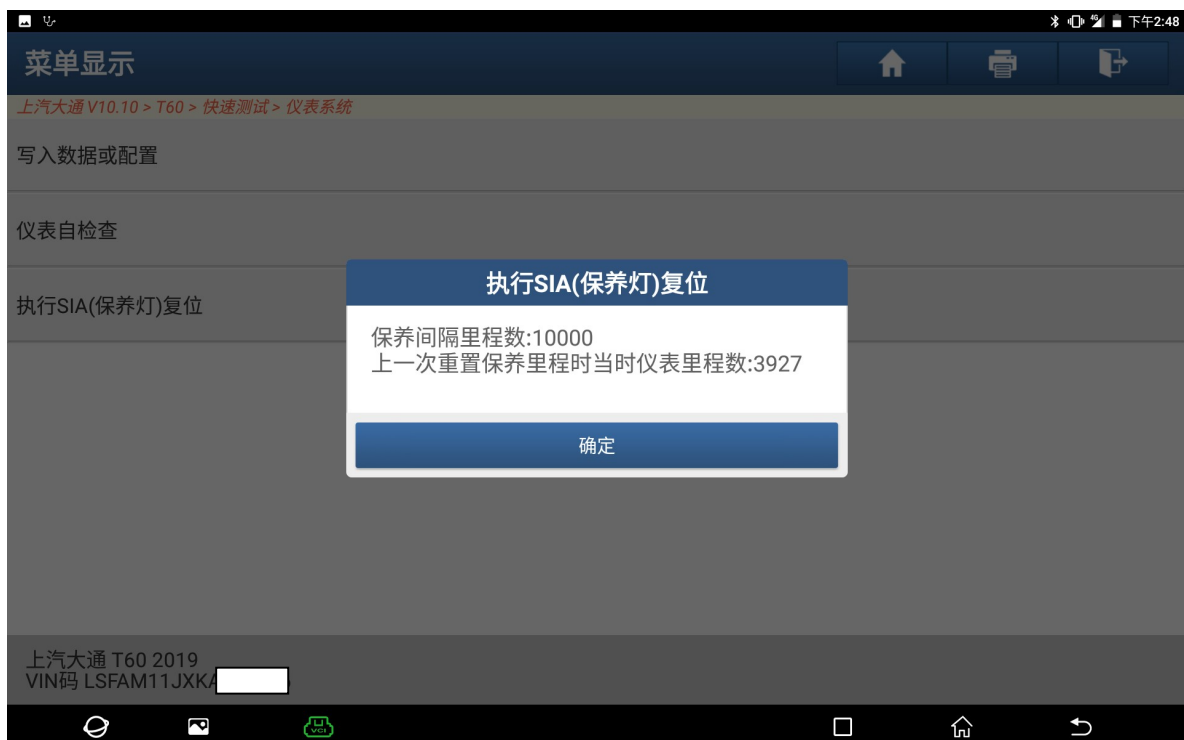 4G
下午2:48
菜单显示
上汽大通 V10.10 > T60 > 快速测试 > 仪表系统
写入数据或配置
仪表自检查
执行SIA(保养灯)复位
执行SIA(保养灯)复位
保养间隔里程数:10000
上一次重置保养里程时当时仪表里程数:3927
确定
上汽大通 T60 2019
VIN码 LSFAM11JXKA
VCI